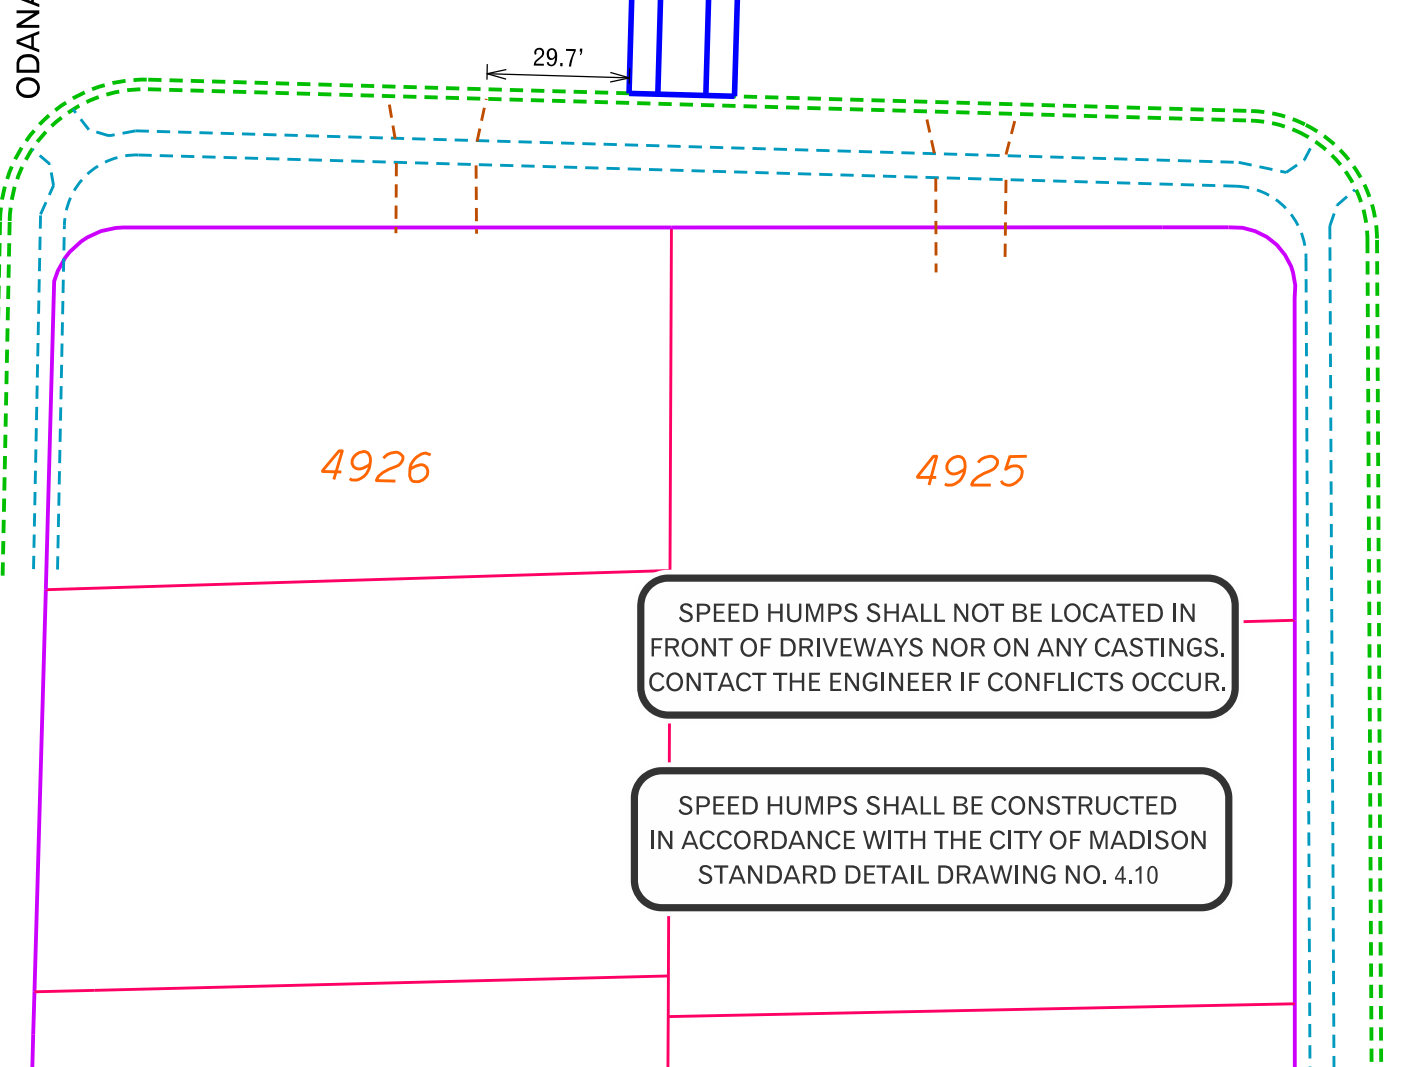 ODANA
29.7'
4926
4925
SPEED HUMPS SHALL NOT BE LOCATED IN
FRONT OF DRIVEWAYS NOR ON ANY CASTINGS.
CONTACT THE ENGINEER IF CONFLICTS OCCUR.
SPEED HUMPS SHALL BE CONSTRUCTED
IN ACCORDANCE WITH THE CITY OF MADISON
STANDARD DETAIL DRAWING NO. 4.10